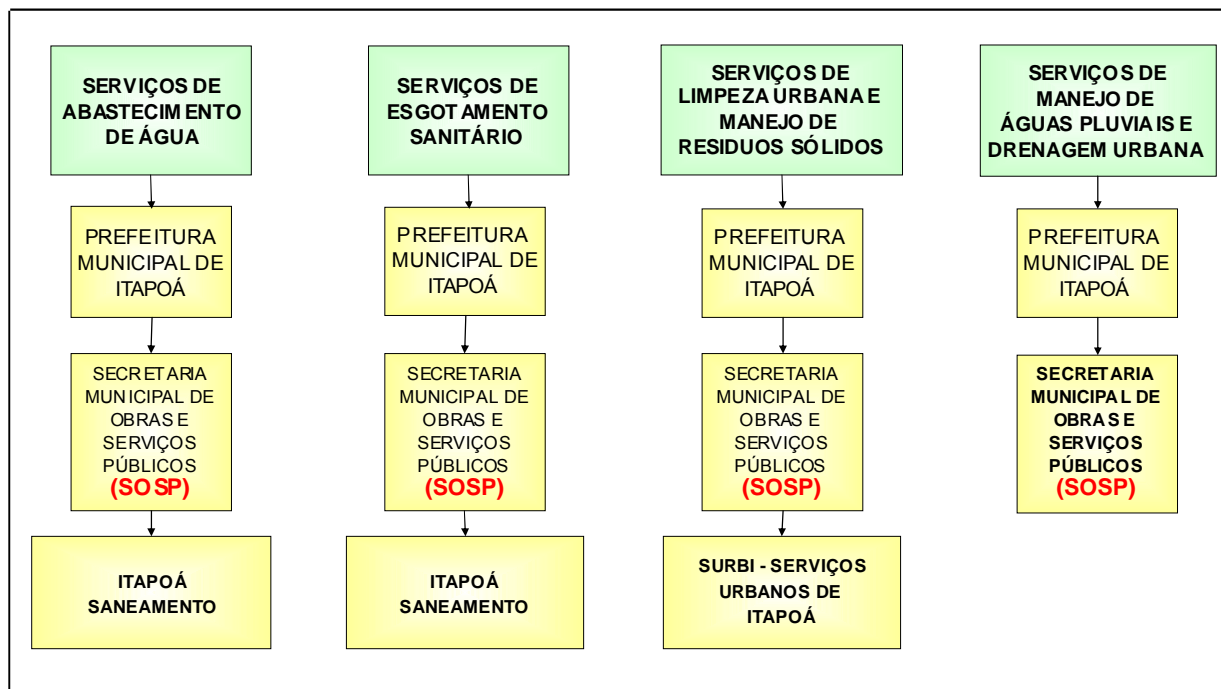 SERVIÇOS DE
ABASTECIMENTO
DE ÁGUA
PREFEITURA
MUNICIPAL DE
ITAPOÁ
SECRETARIA
MUNICIPAL DE
OBRAS E
SERVIÇOS
PÚBLICOS
(SOSP)
ITAPOÁ
SANEAMENTO
SERVIÇOS DE
ESGOTAMENTO
SANITÁRIO
PREFEITURA
MUNICIPAL DE
ITAPOÁ
SECRETARIA
MUNICIPAL DE
OBRAS E
SERVIÇOS
PÚBLICOS
(SOSP)
ITAPOÁ
SANEAMENTO
SERVIÇOS DE
LIMPEZA URBANA E
MANEJO DE
RESIDUOS SÓLIDOS
PREFEITURA
MUNICIPAL DE
ITAPOÁ
SECRETARIA
MUNICIPAL DE
OBRAS E
SERVIÇOS
PÚBLICOS
(SOSP)
SURBI - SERVIÇOS
URBANOS DE
ITAPOÁ
SERVIÇOS DE
MANEJO DE
ÁGUAS PLUVIAIS E
DRENAGEM URBANA
PREFEITURA
MUNICIPAL DE
ITAPOÁ
SECRETARIA
MUNICIPAL DE
OBRAS E
SERVIÇOS
PÚBLICOS
(SOSP)